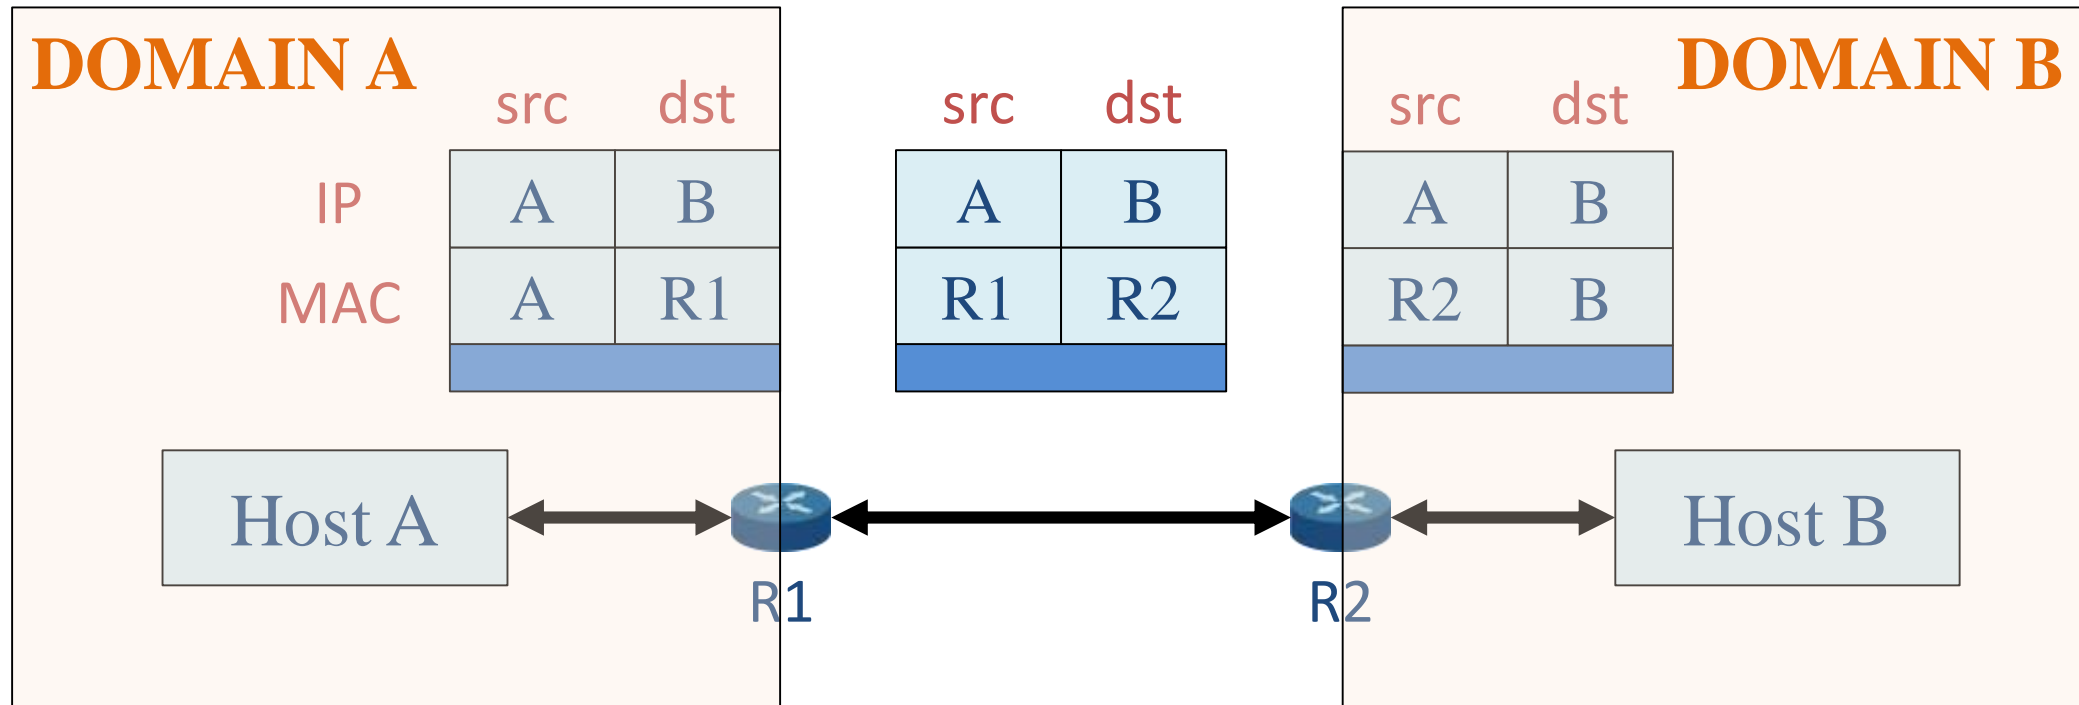 DOMAIN A
DOMAIN B
src dst src dst src dst
IP A B A B A B
MAC A R1 R1 R2 R2 B
Host A
Host B
R1
R2